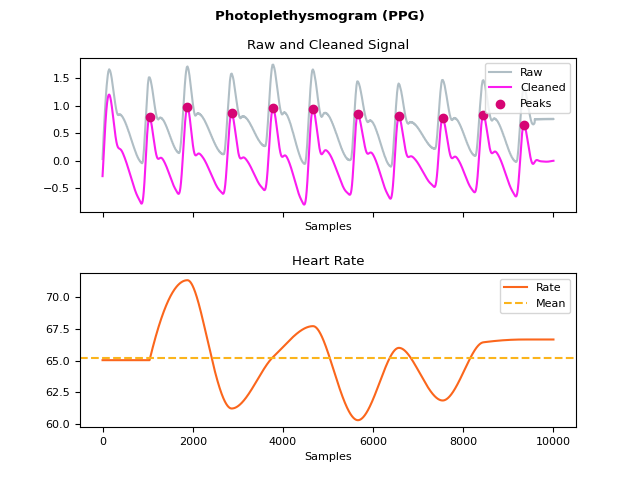 Photoplethysmogram (PPG)
Raw and Cleaned Signal
1.5
1.0
0.5
0.0
−0.5
Raw
Cleaned
Peaks
Samples
Heart Rate
70.0
67.5
65.0
62.5
60.0
Rate
Mean
0 2000 4000 6000 8000 10000
Samples